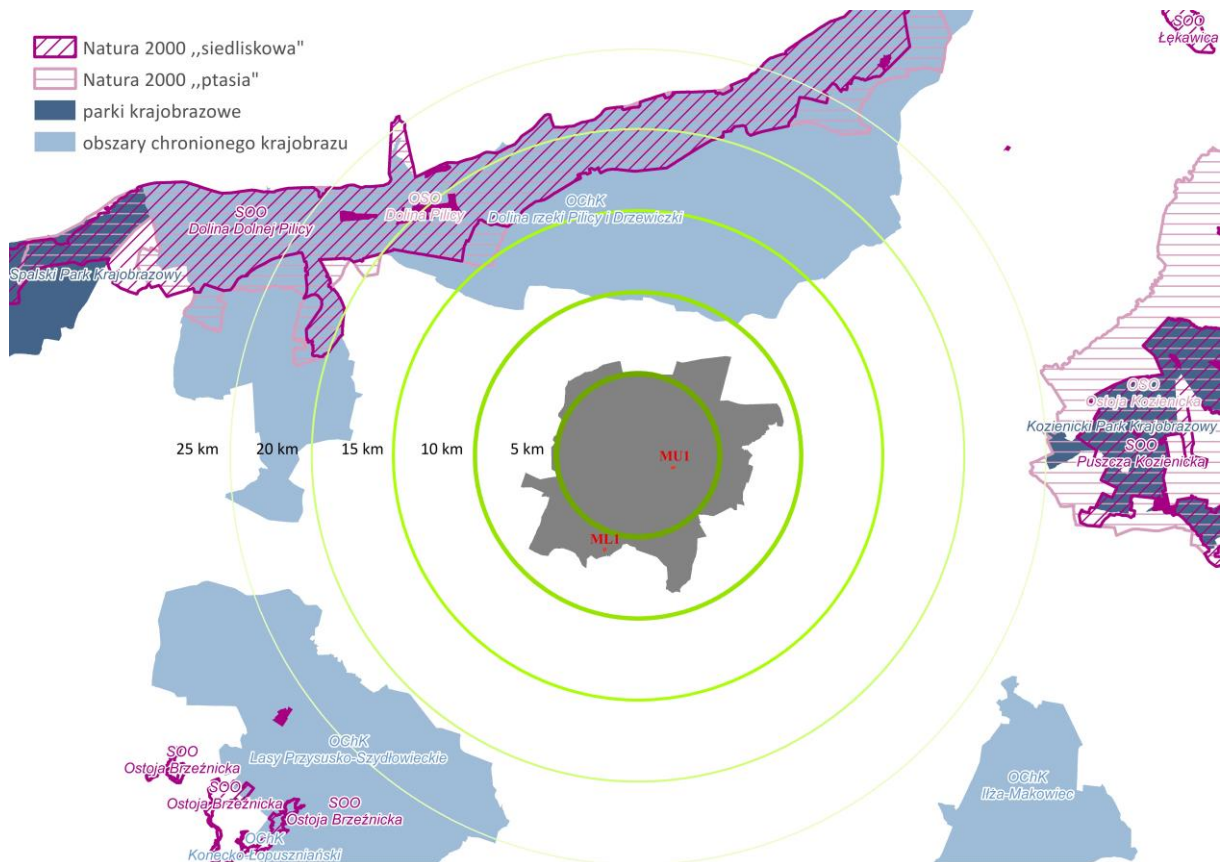 Natura 2000 ,,siedliskowa"
Natura 2000 ,,ptasia"
parki krajobrazowe
obszary chronionego krajobrazu
SOO
Łękawica
SOO
Dolina Dolnej Pilicy
OSO
Dolina Pilicy
OChK
Dolina rzeki Pilicy i Drzewiczki
Spalski Park Krajobrazowy
OSO
Ostoja Kozienicka
Kozienicki Park Krajobrazowy
SOO
Puszcza Kozienicka
25 km
20 km
15 km
10 km
5 km
MU1
ML1
OChK
Lasy Przysusko-Szydłowieckie
SOO
Ostoja Brzeźnicka
SOO
Ostoja Brzeźnicka
SOO
Ostoja Brzeźnicka
OChK
Konecko-Łopuszniański
OChK
Iłża-Makowiec